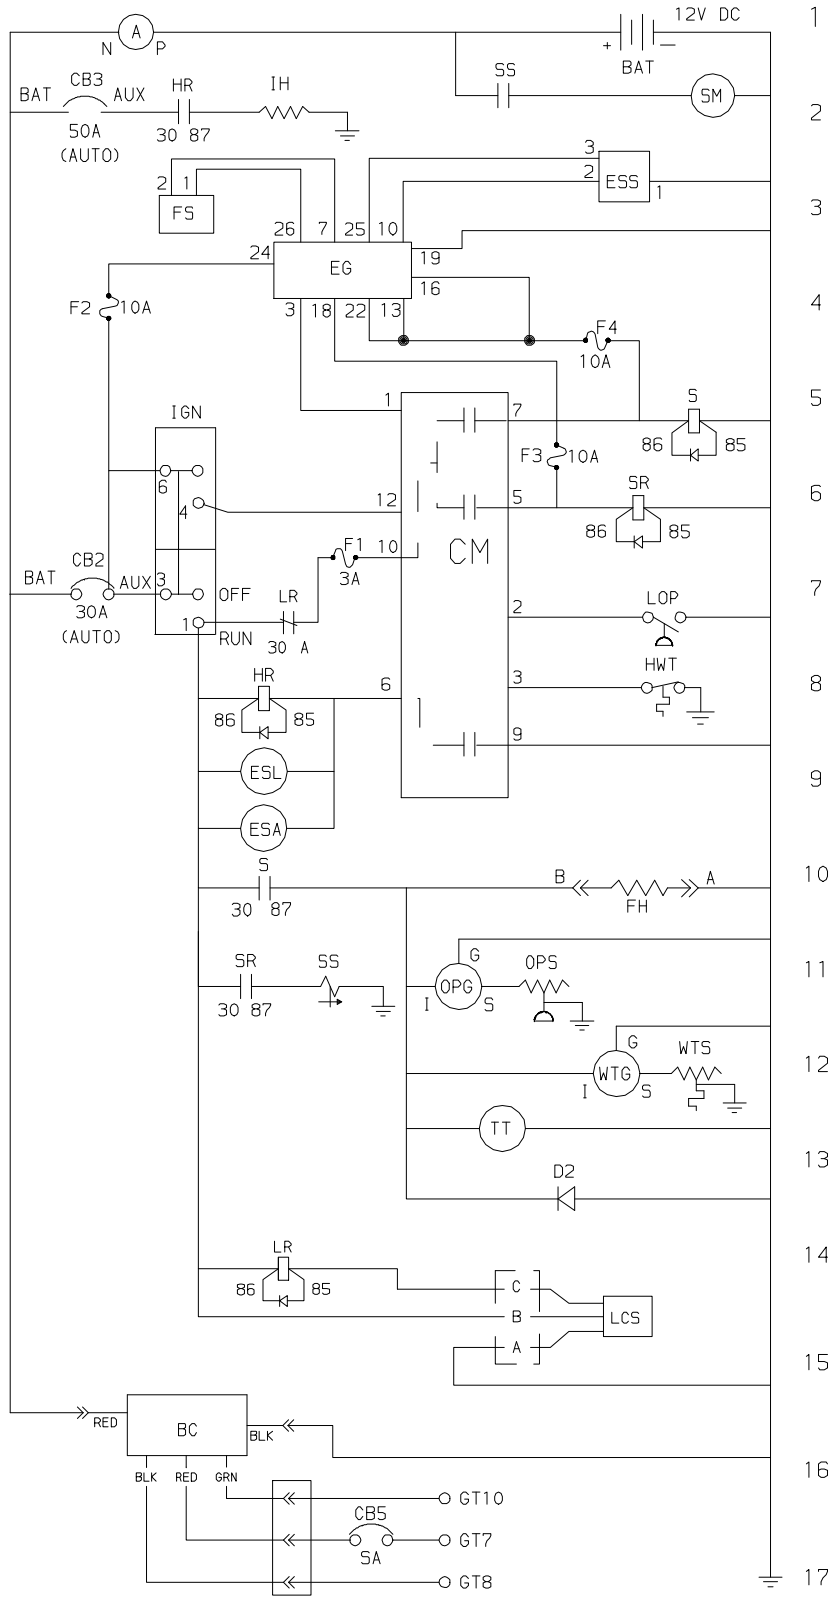 12V DC 1
A
N P + −
BAT
CB3 HR IH SS
BAT AUX SM
50A 30 87 2
(AUTO)
3
2 1 2 ESS
FS 1
26 7 25 10 3
24 19
EG 16
F2 10A 3 18 22 13 4
F4
10A
1 S 5
IGN 7
86 85
F3 10A
6 SR 6
4 12 5
86 85
F1 10 CM
CB2 3A
BAT AUX 3 OFF LR LOP 7
30A 2
(AUTO) 1 RUN 30 A
HWT
HR 6 3 8
86 85
9
ESL 9
ESA
S B A 10
30 87 FH
G
SR SS OPS 11
OPG
30 87 I S
G
WTS 12
WTG
I S
TT
13
D2
LR 14
86 85 C
B LCS
A 15
RED BC BLK
BLK RED GRN 16
GT10
CB5
GT7
5A
GT8 17